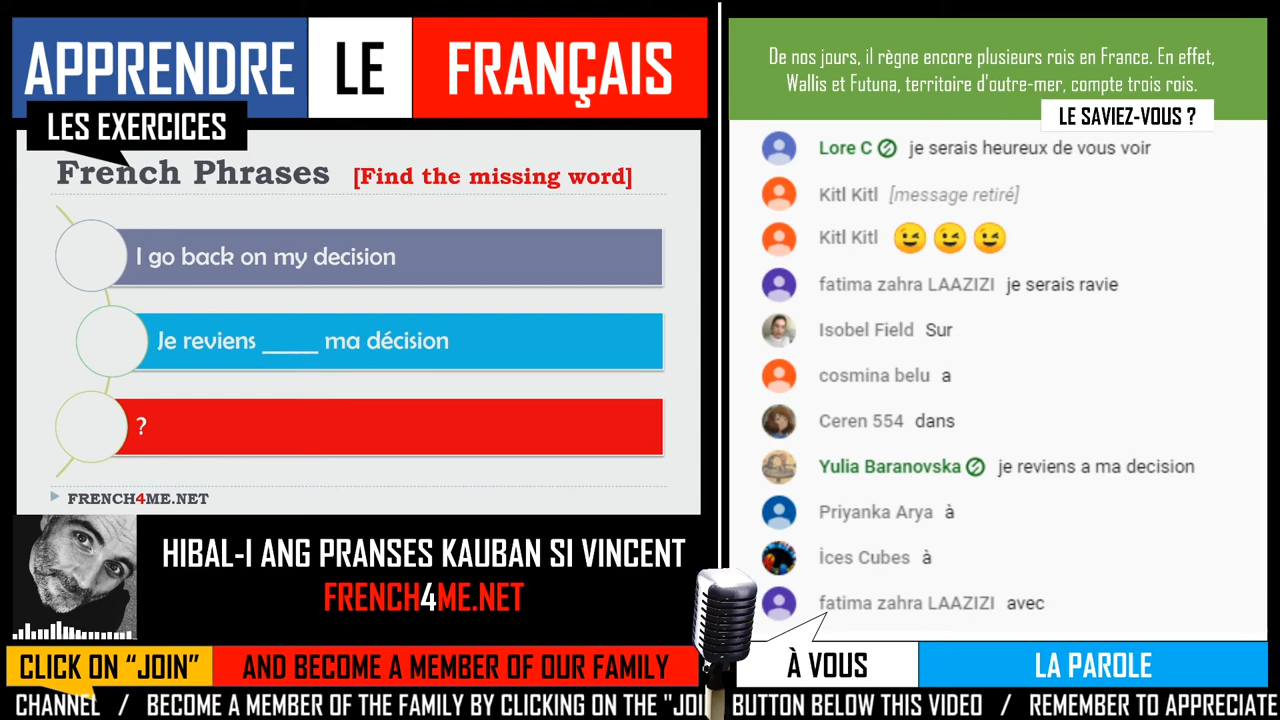 APPRENDRE LE FRANÇAIS
LES EXERCICES
French Phrases [Find the missing word]
I go back on my decision
Je reviens _____ ma décision
?
FRENCH4ME.NET
HIBAL-I ANG PRANSES KAUBAN SI VINCENT
FRENCH4ME.NET
CLICK ON “JOIN” AND BECOME A MEMBER OF OUR FAMILY
De nos jours, il règne encore plusieurs rois en France. En effet,
Wallis et Futuna, territoire d'outre-mer, compte trois rois.
LE SAVIEZ-VOUS ?
Lore C je serais heureux de vous voir
Kitl Kitl [message retiré]
Kitl Kitl 😉 😉 😉
fatima zahra LAAZIZI je serais ravie
Isobel Field Sur
cosmina belu a
Ceren 554 dans
Yulia Baranovska je reviens a ma decision
Priyanka Arya à
İces Cubes à
fatima zahra LAAZIZI avec
À VOUS LA PAROLE
CHANNEL / BECOME A MEMBER OF THE FAMILY BY CLICKING ON THE "JOI BUTTON BELOW THIS VIDEO / REMEMBER TO APPRECIATE